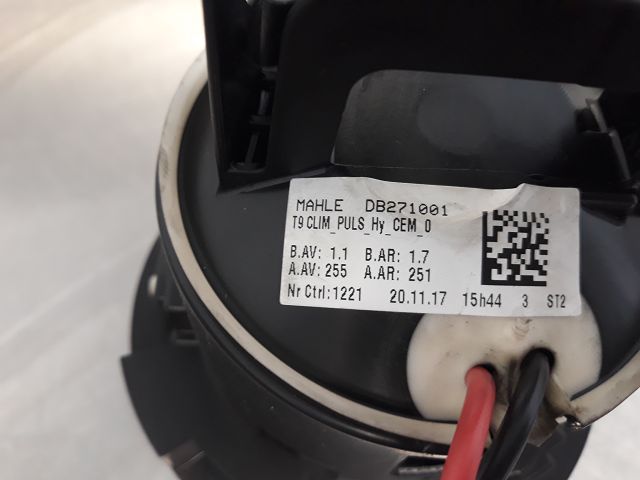 MAHLE DB271001
T9 CLIM_PULS_Hy_CEM_0
B.AV: 1.1 B.AR: 1.7
A.AV: 255 A.AR: 251
Nr Ctrl:1221 20.11.17 15h44 3 ST2